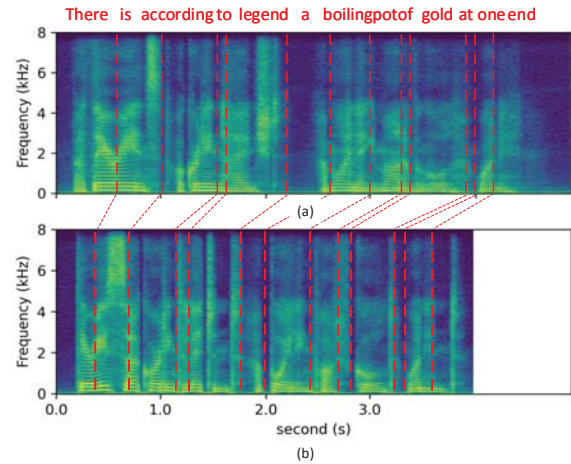 There is according to legend a boilingpotof gold at one end
8
6
4
2
0
Frequency (kHz)
(a)
8
6
4
2
0
Frequency (kHz)
0.0 1.0 2.0 3.0
second (s)
(b)